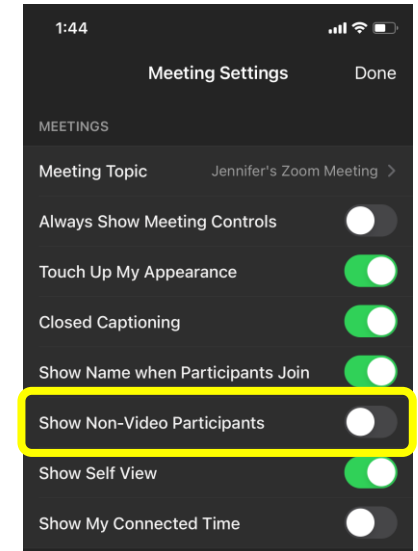 1:44
Meeting Settings Done
MEETINGS
Meeting Topic Jennifer's Zoom Meeting >
Always Show Meeting Controls
Touch Up My Appearance
Closed Captioning
Show Name when Participants Join
Show Non-Video Participants
Show Self View
Show My Connected Time